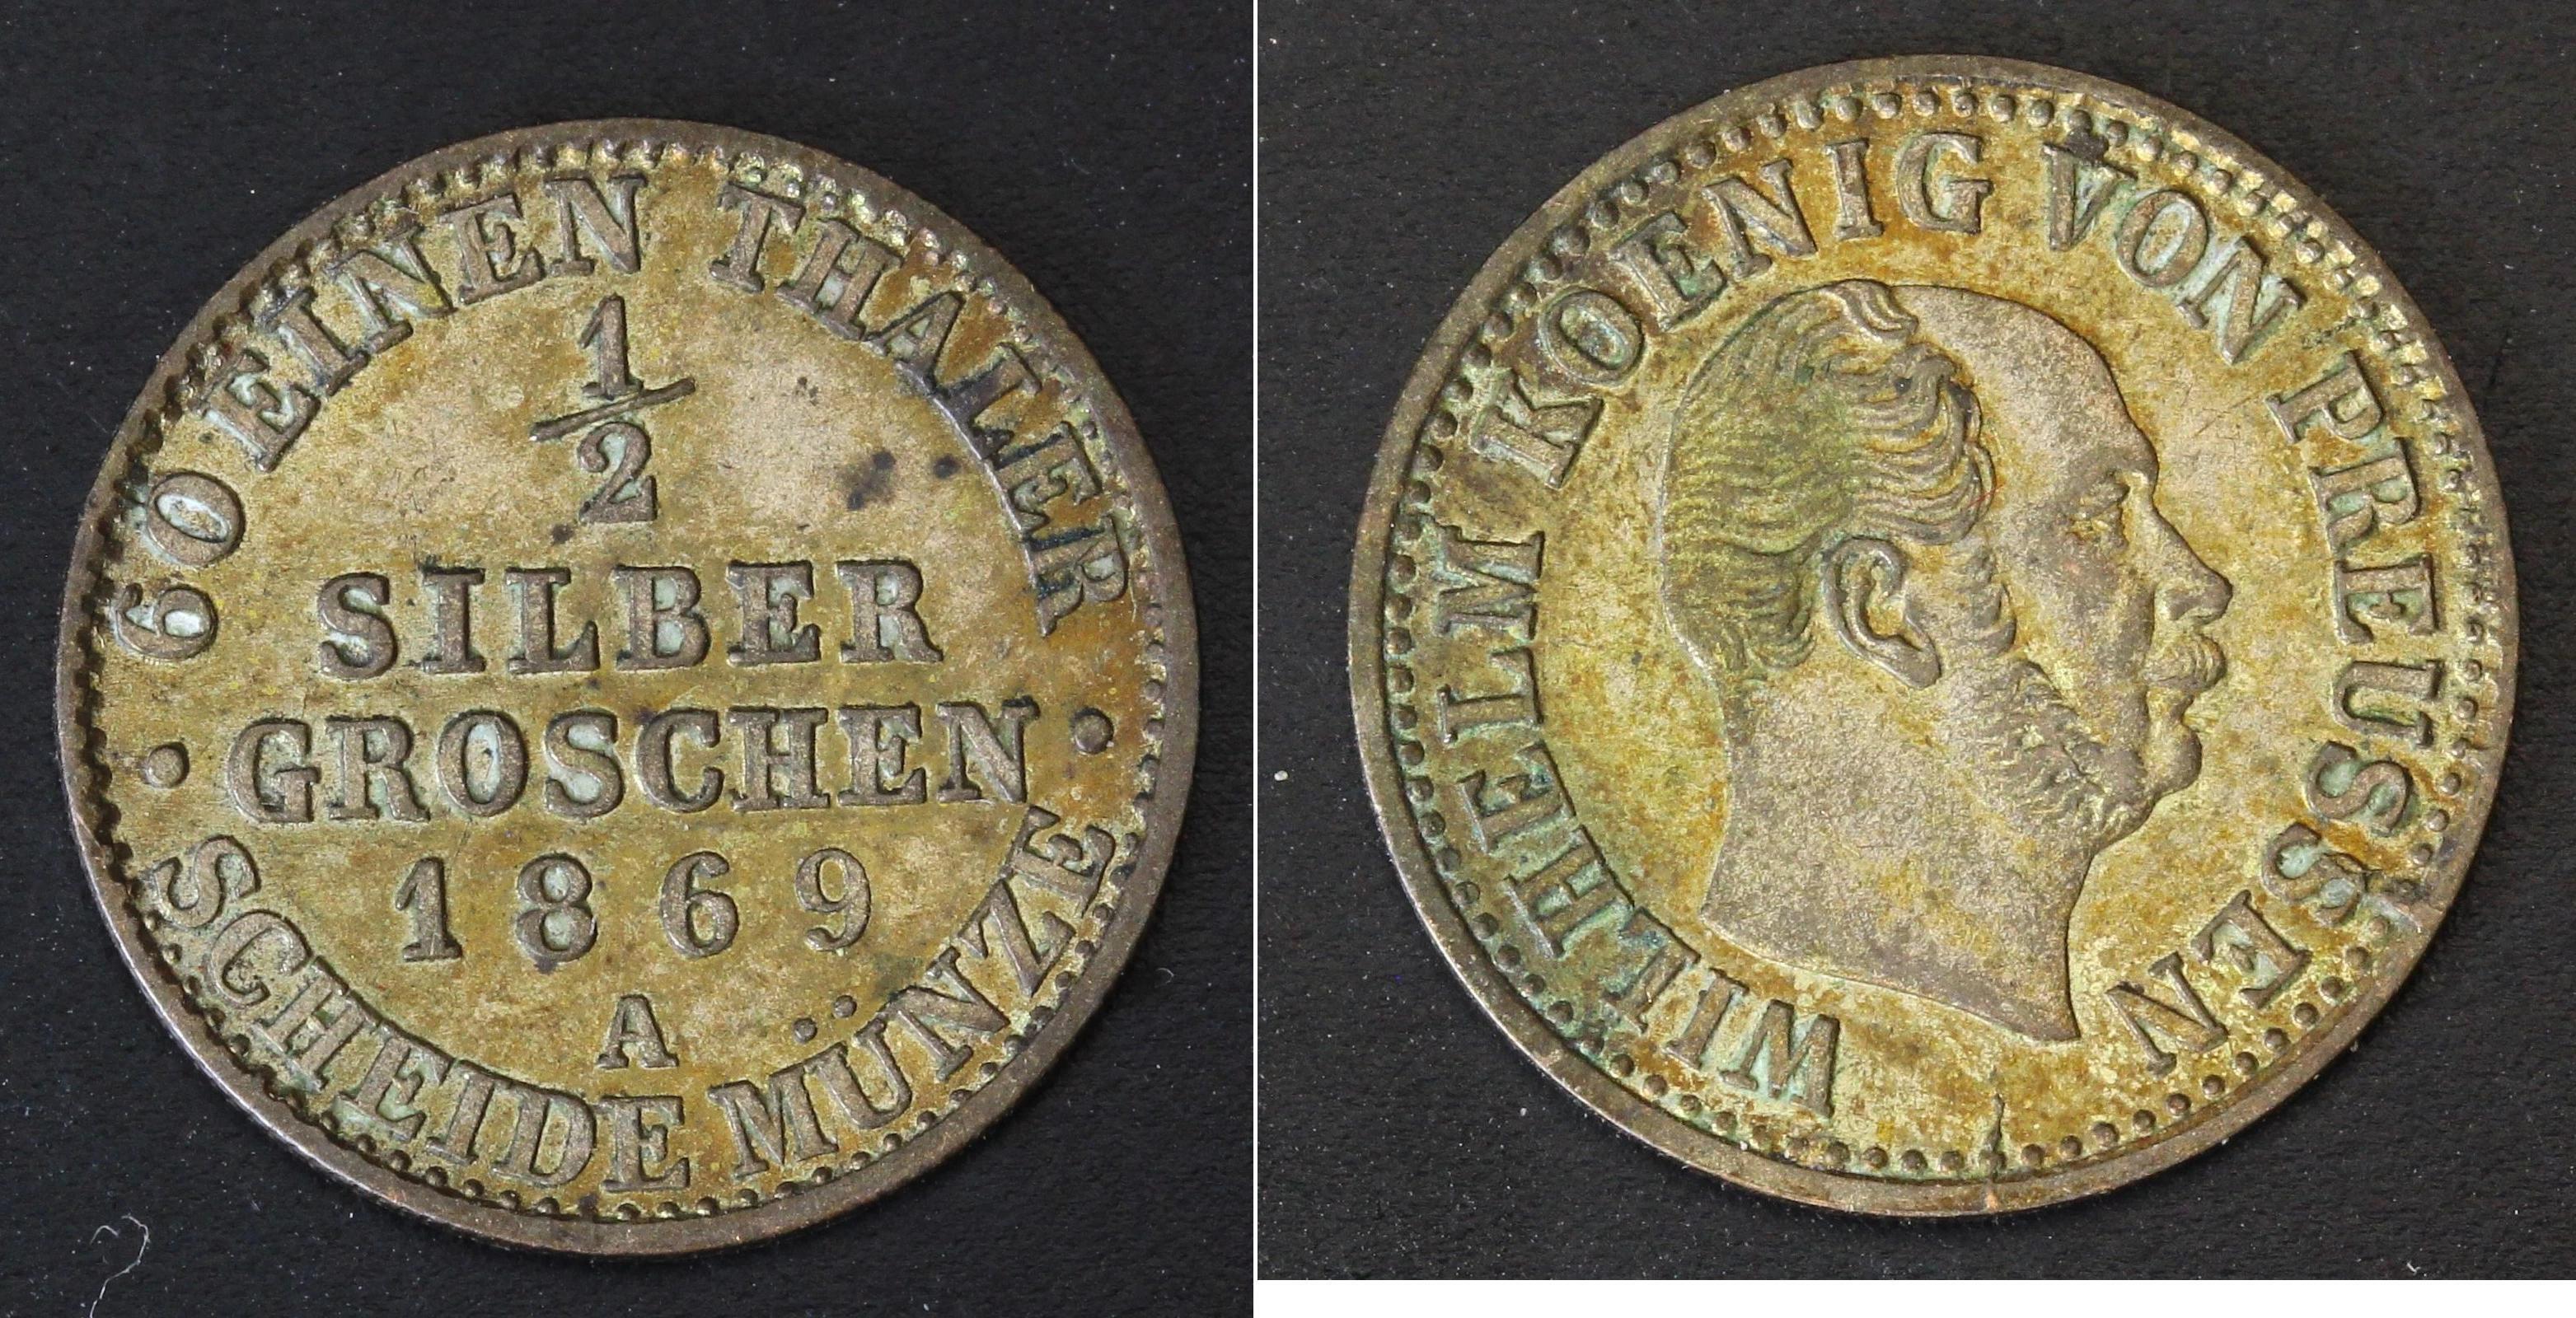 60 EINEN THALER
1/2
SILBER
GROSCHEN
1869
A
SCHEIDE MÜNZE
WILHELM KOENIG VON PREUSSEN